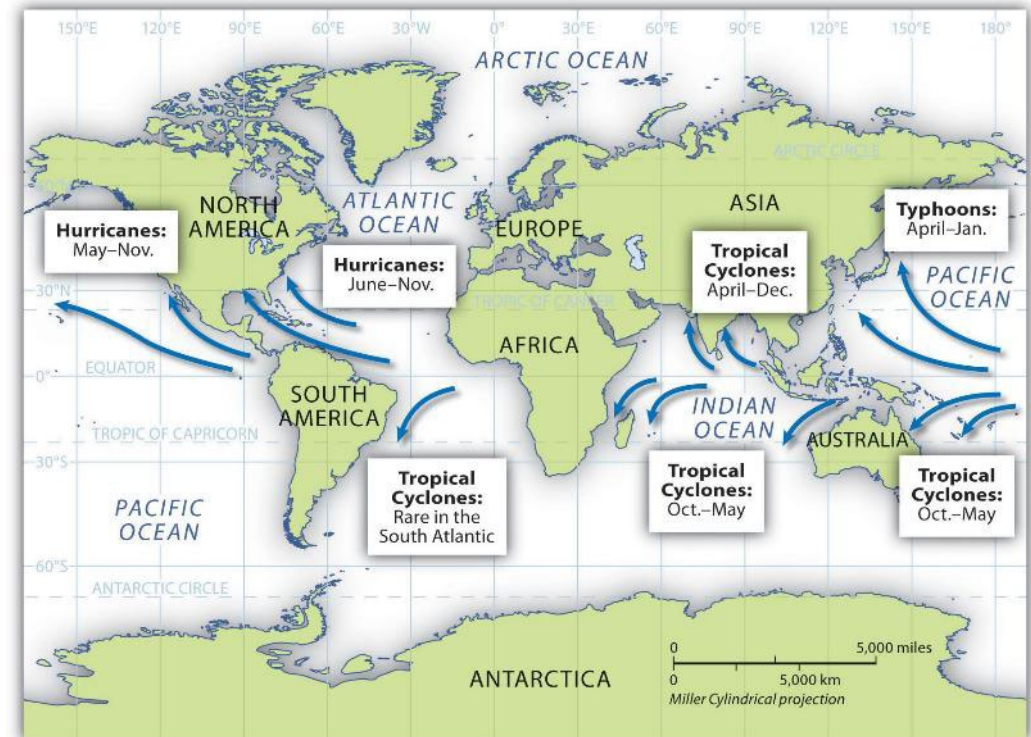 150°E
120°E
90°E
60°E
30°E
0°
30°E
60°E
90°E
120°E
150°E
180°
ARCTIC OCEAN
ARCTIC CIRCLE
60°N
NORTH
AMERICA
ATLANTIC
OCEAN
EUROPE
ASIA
Hurricanes:
May–Nov.
Hurricanes:
June–Nov.
Tropical
Cyclones:
April–Dec.
Typhoons:
April–Jan.
PACIFIC
OCEAN
30°N
TROPIC OF CANCER
AFRICA
EQUATOR
0°
SOUTH
AMERICA
INDIAN
OCEAN
AUSTRALIA
TROPIC OF CAPRICORN
30°S
Tropical
Cyclones:
Rare in the
South Atlantic
Tropical
Cyclones:
Oct.–May
Tropical
Cyclones:
Oct.–May
PACIFIC
OCEAN
60°S
ANTARCTIC CIRCLE
ANTARCTICA
0
5,000 miles
0
5,000 km
Miller Cylindrical projection